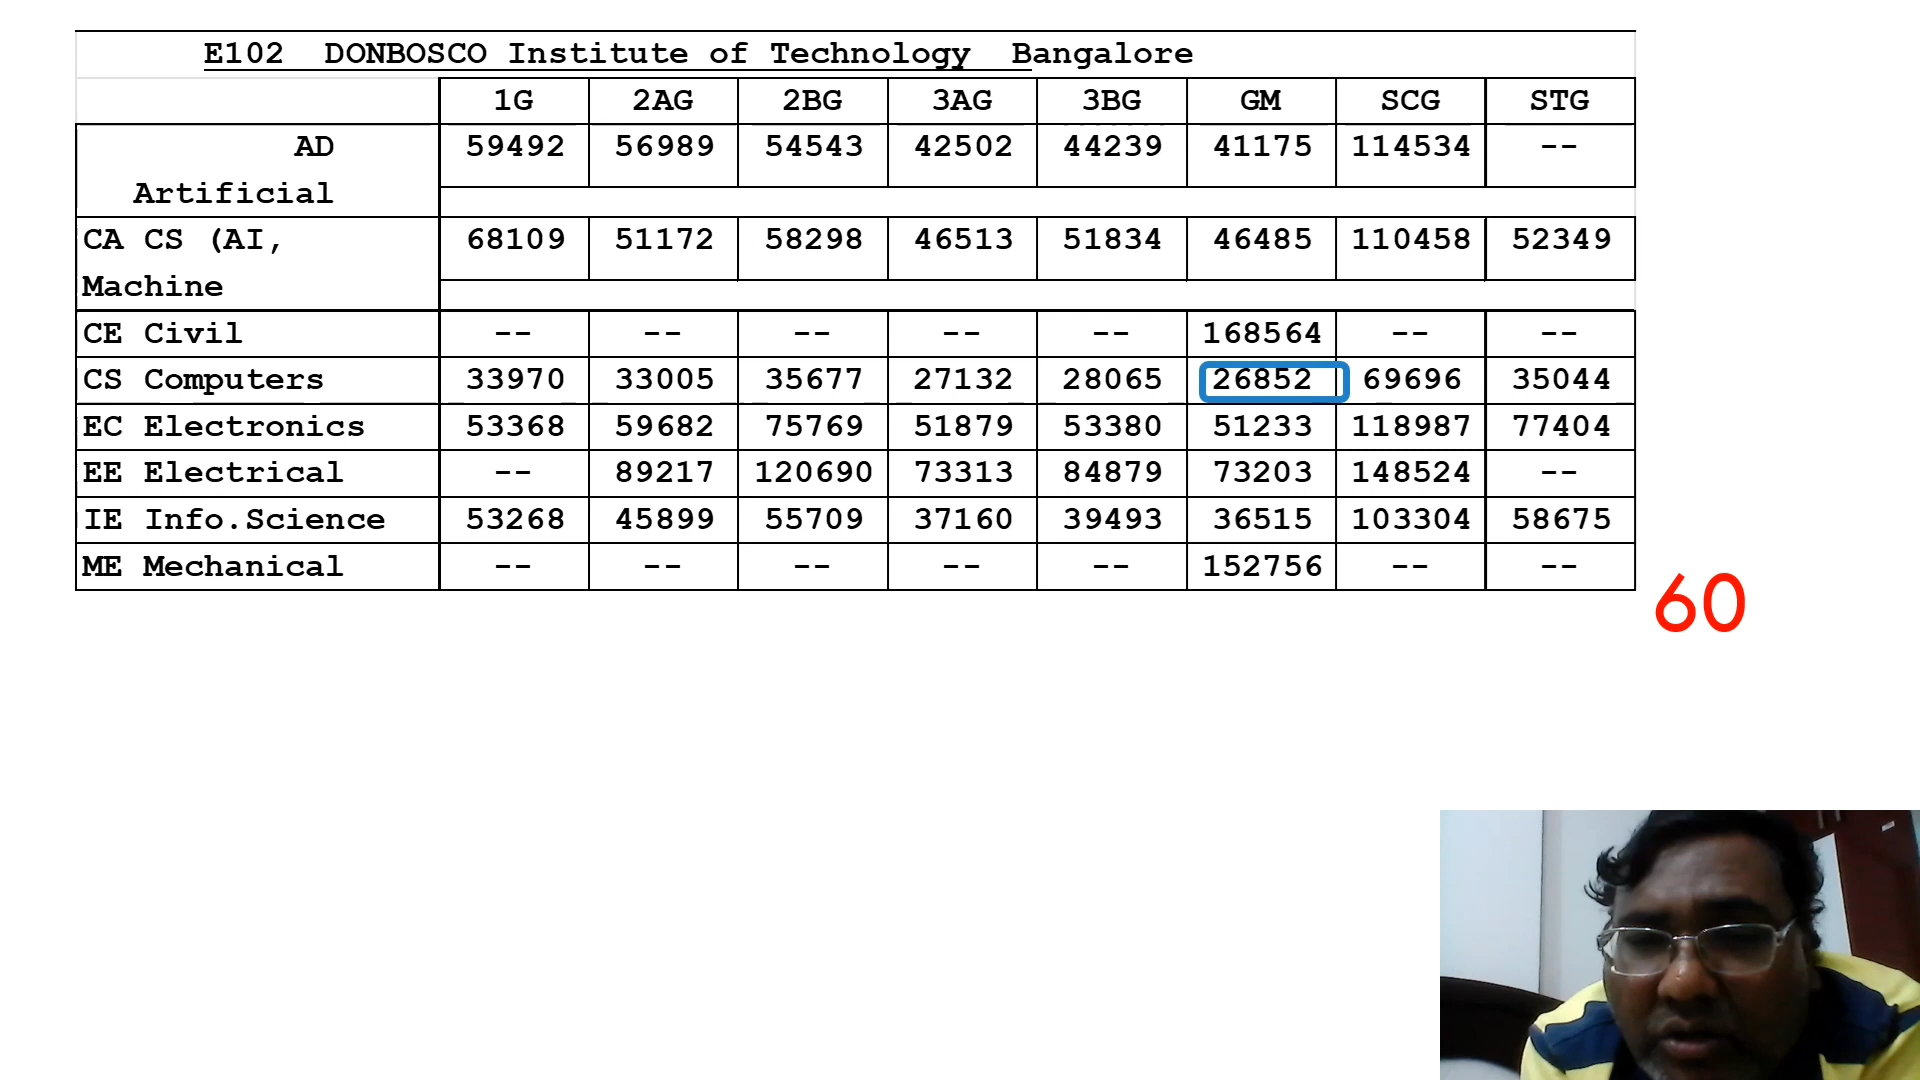 E102 DONBOSCO Institute of Technology Bangalore
1G 2AG 2BG 3AG 3BG GM SCG STG
AD 59492 56989 54543 42502 44239 41175 114534 --
Artificial
CA CS (AI, 68109 51172 58298 46513 51834 46485 110458 52349
Machine
CE Civil -- -- -- -- -- 168564 -- --
CS Computers 33970 33005 35677 27132 28065 26852 69696 35044
EC Electronics 53368 59682 75769 51879 53380 51233 118987 77404
EE Electrical -- 89217 120690 73313 84879 73203 148524 --
IE Info.Science 53268 45899 55709 37160 39493 36515 103304 58675
ME Mechanical -- -- -- -- -- 152756 -- --
60